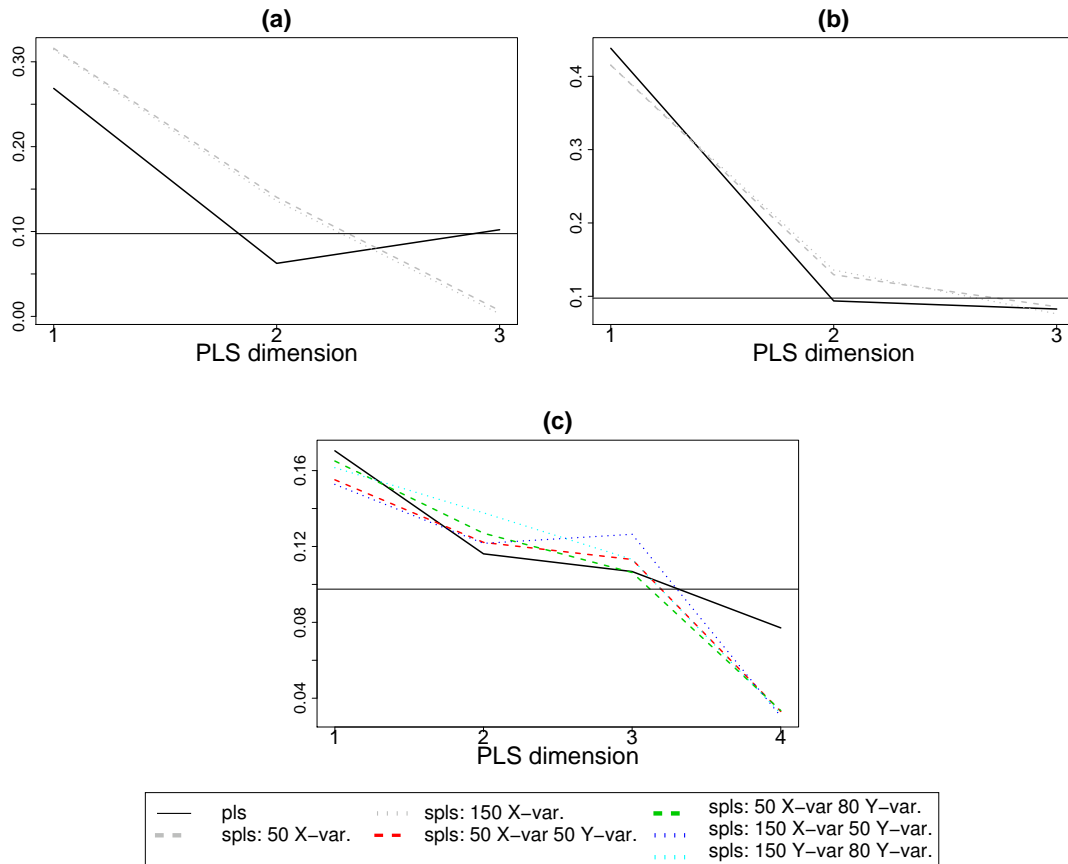 (a)
0.30
0.20
0.10
0.00
1
2
3
PLS dimension
(b)
0.4
0.3
0.2
0.1
1
2
3
PLS dimension
(c)
0.16
0.12
0.08
0.04
1
2
3
4
PLS dimension
pls
spls: 50 X−var.
spls: 150 X−var.
spls: 50 X−var 50 Y−var.
spls: 50 X−var 80 Y−var.
spls: 150 X−var 50 Y−var.
spls: 150 Y−var 80 Y−var.